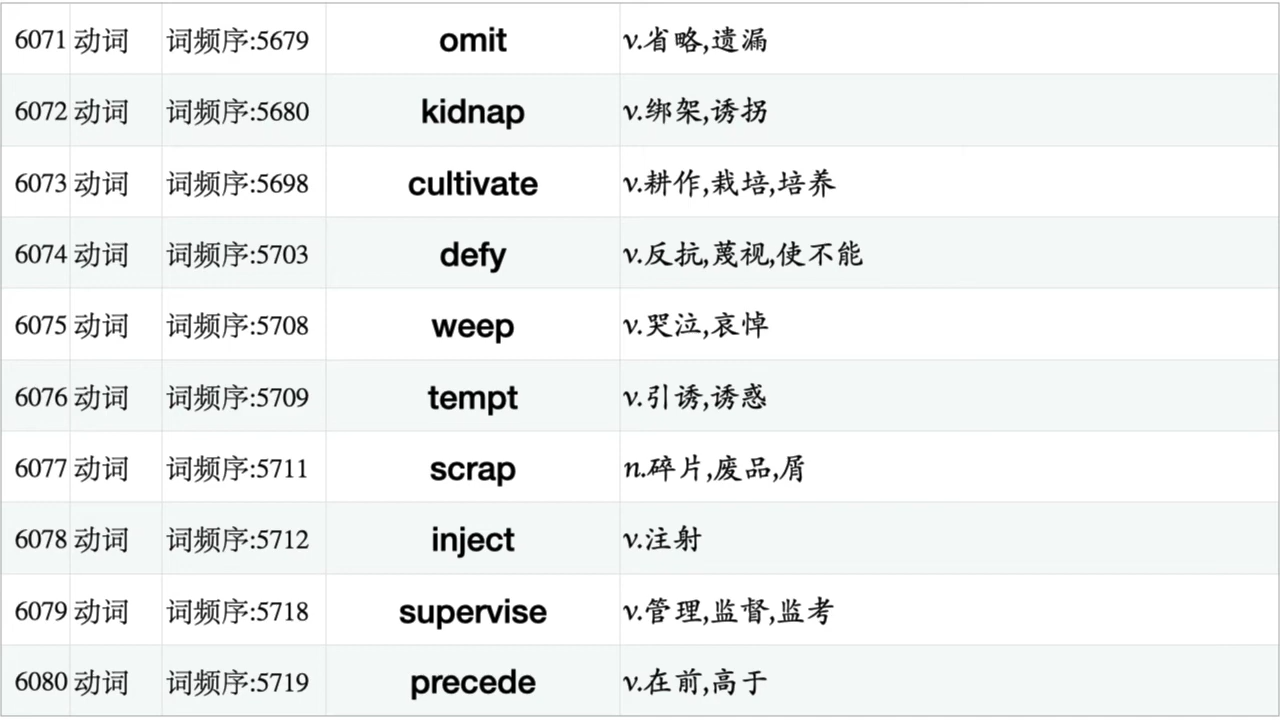 6071 动词 词频序:5679 omit v.省略,遗漏
6072 动词 词频序:5680 kidnap v.绑架,诱拐
6073 动词 词频序:5698 cultivate v.耕作,栽培,培养
6074 动词 词频序:5703 defy v.反抗,蔑视,使不能
6075 动词 词频序:5708 weep v.哭泣,哀悼
6076 动词 词频序:5709 tempt v.引诱,诱惑
6077 动词 词频序:5711 scrap n.碎片,废品,屑
6078 动词 词频序:5712 inject v.注射
6079 动词 词频序:5718 supervise v.管理,监督,监考
6080 动词 词频序:5719 precede v.在前,高于